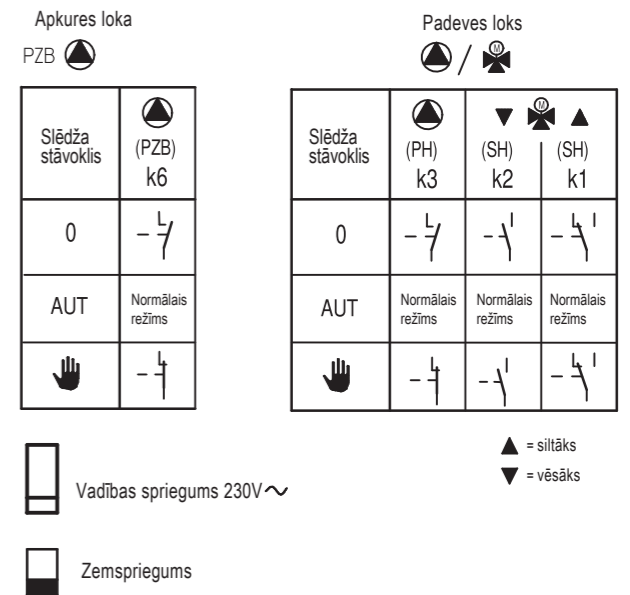 Apkures loka
PZB
Slēdža
stāvoklis
(PZB)
k6
0
AUT
Normālais
režīms
Padeves loks
/ M
Slēdža
stāvoklis
(PH)
k3
M
(SH)
k2
(SH)
k1
0
AUT
Normālais
režīms
Normālais
režīms
Normālais
režīms
▲ = siltāks
▼ = vēsāks
Vadības spriegums 230V~
Zemspriegums